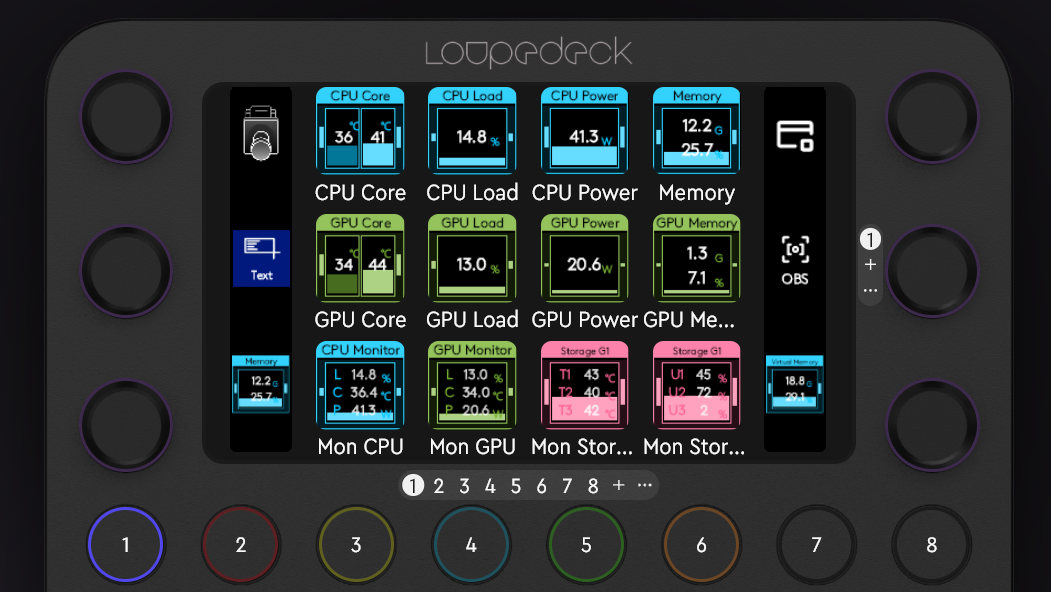 Loupedeck
CPU Core
36 °C 41 °C
CPU Core
CPU Load
14.8 %
CPU Load
CPU Power
41.3 W
CPU Power
Memory
12.2 G
25.7 %
Memory
Text
GPU Core
34 °C 44 °C
GPU Core
GPU Load
13.0 %
GPU Load
GPU Power
20.6 W
GPU Power
GPU Memory
1.3 G
7.1 %
GPU Me...
OBS
1
+
...
Memory
12.2 G
25.7
CPU Monitor
L 14.8 %
C 36.4 °C
P 41.3 W
Mon CPU
GPU Monitor
L 13.0 %
C 34.0 °C
P 20.6 W
Mon GPU
Storage G1
T1 43 °C
T2 40 °C
T3 42 °C
Mon Stor...
Storage G1
U1 45 %
U2 72 %
U3 2 %
Mon Stor...
Virtual Memory
18.8 G
29.1
1 2 3 4 5 6 7 8 + ...
1 2 3 4 5 6 7 8